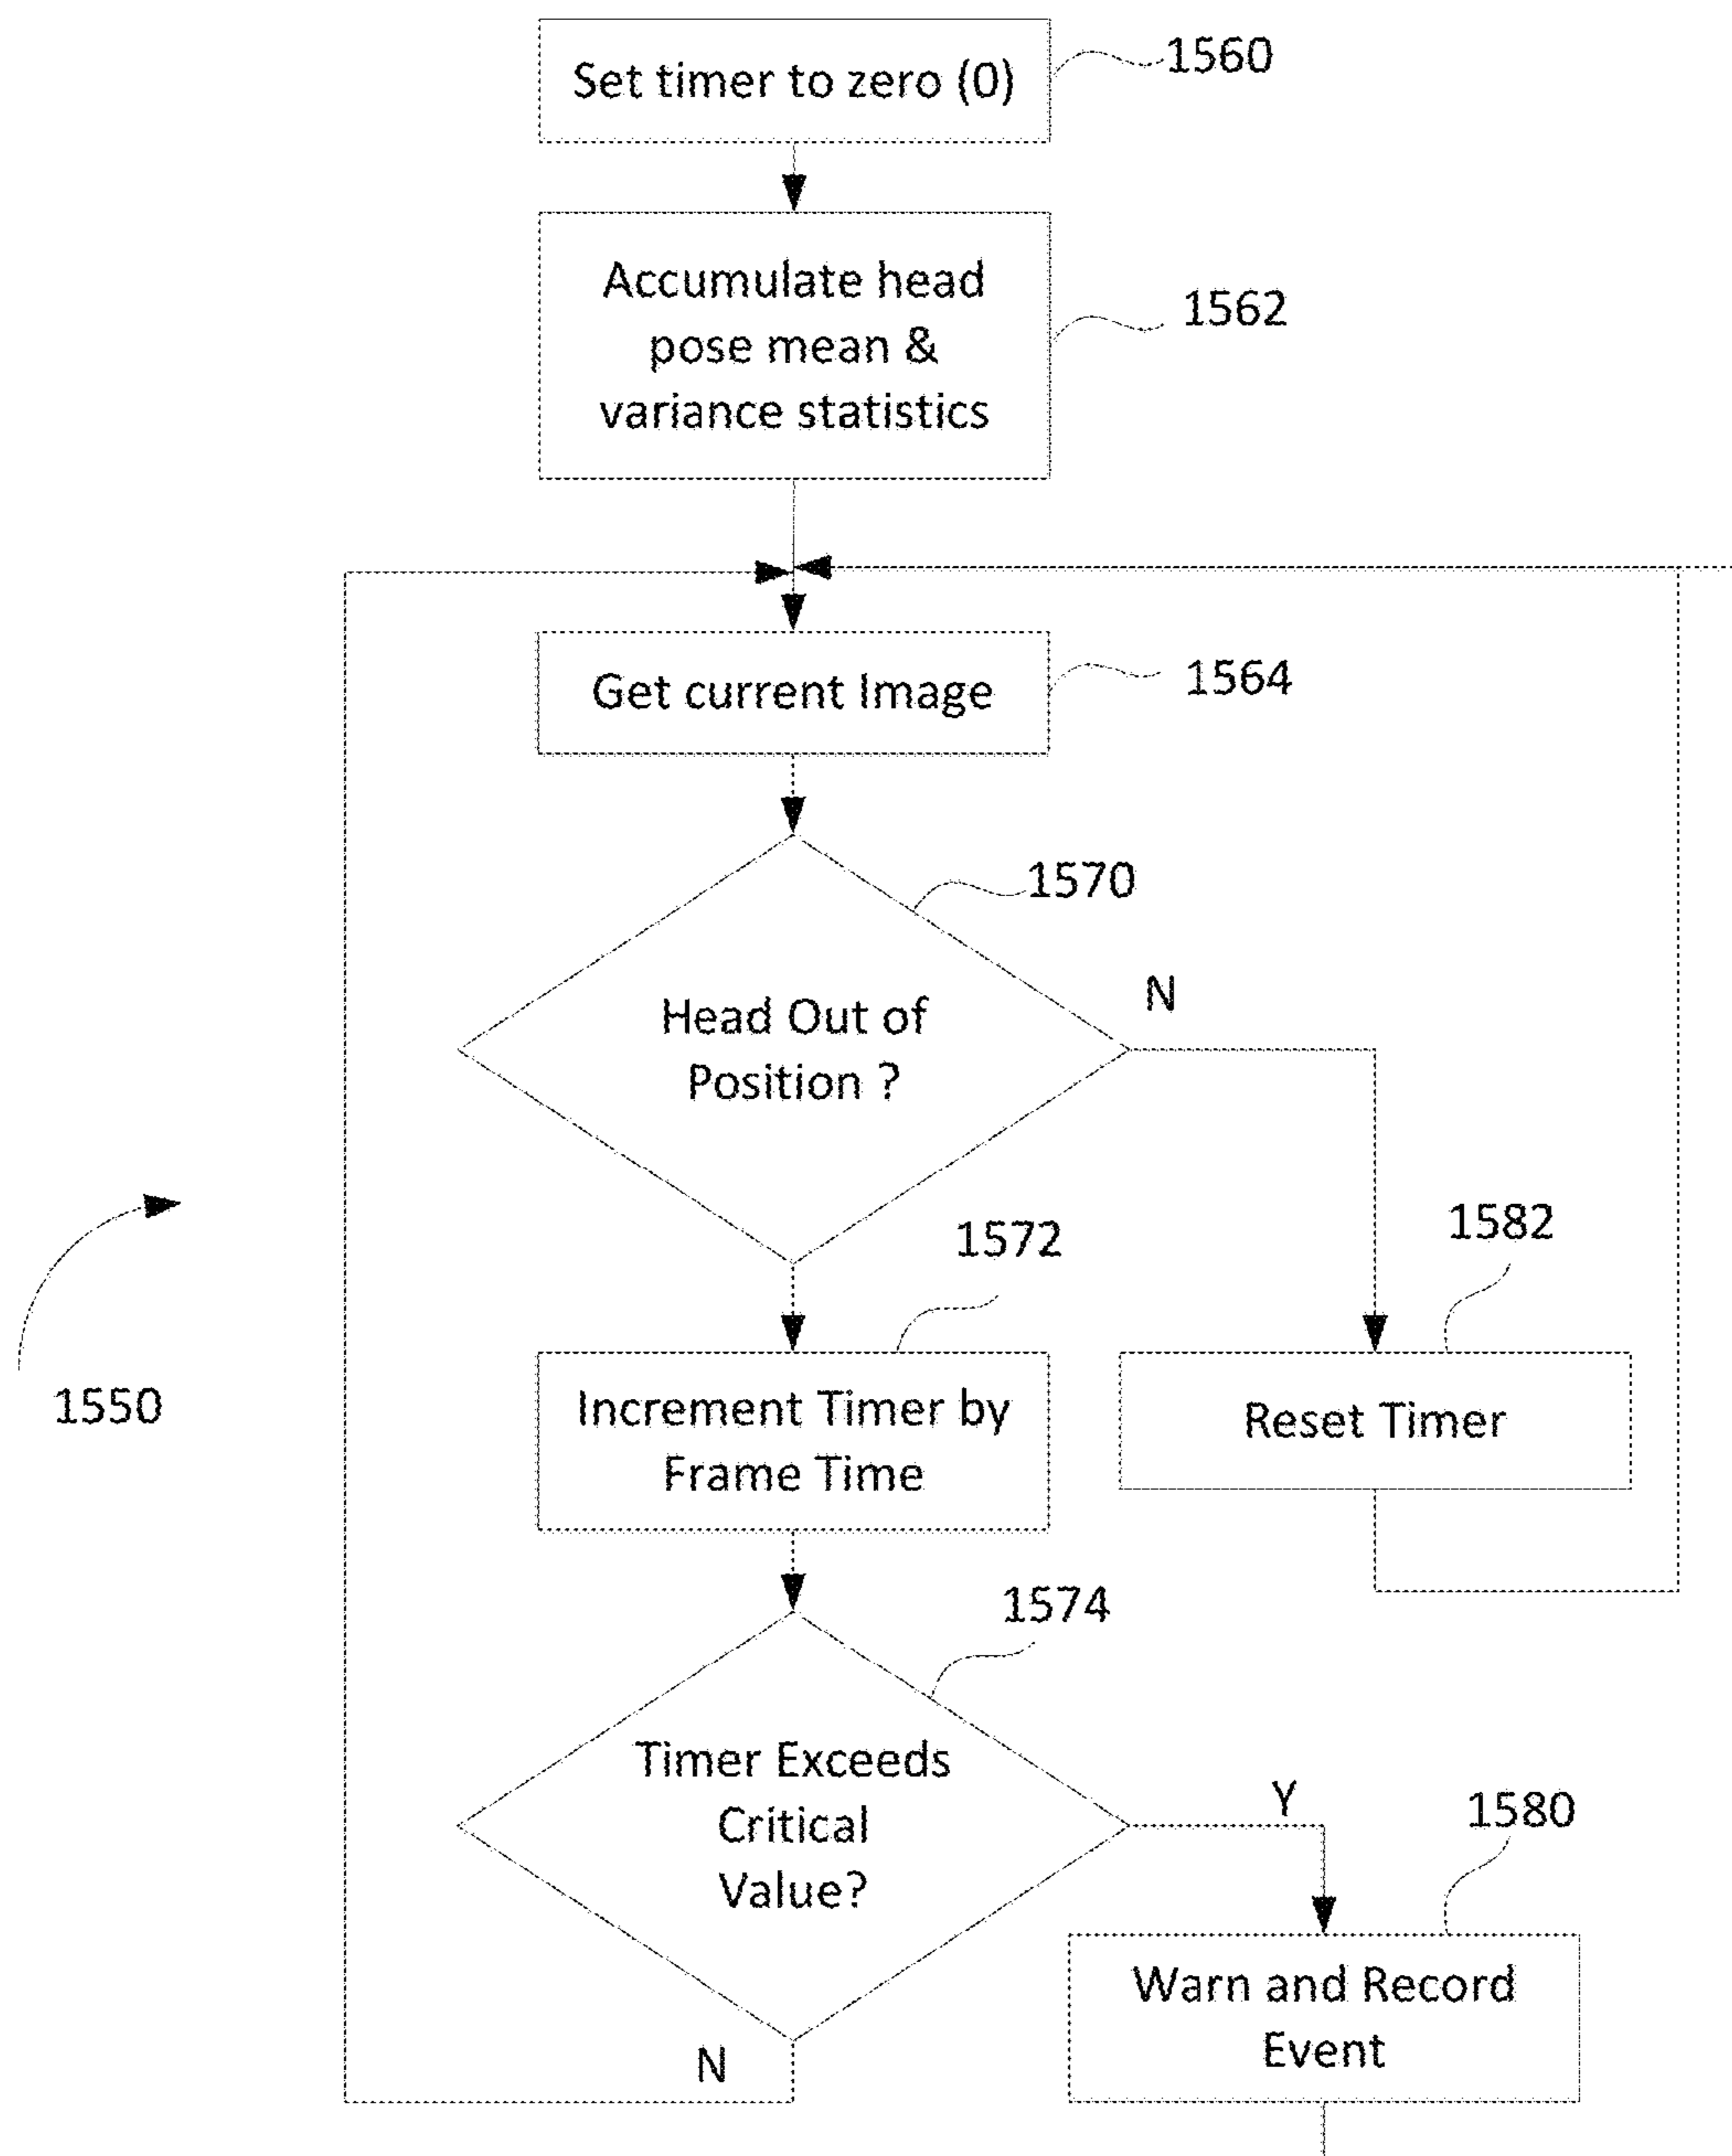 Set timer to zero (0)
1560
Accumulate head
pose mean &
variance statistics
1562
Get current Image
1564
1570
Head Out of
Position ?
N
1572
1582
1550
Increment Timer by
Frame Time
Reset Timer
1574
Timer Exceeds
Critical
Value?
Y
1580
Warn and Record
Event
N